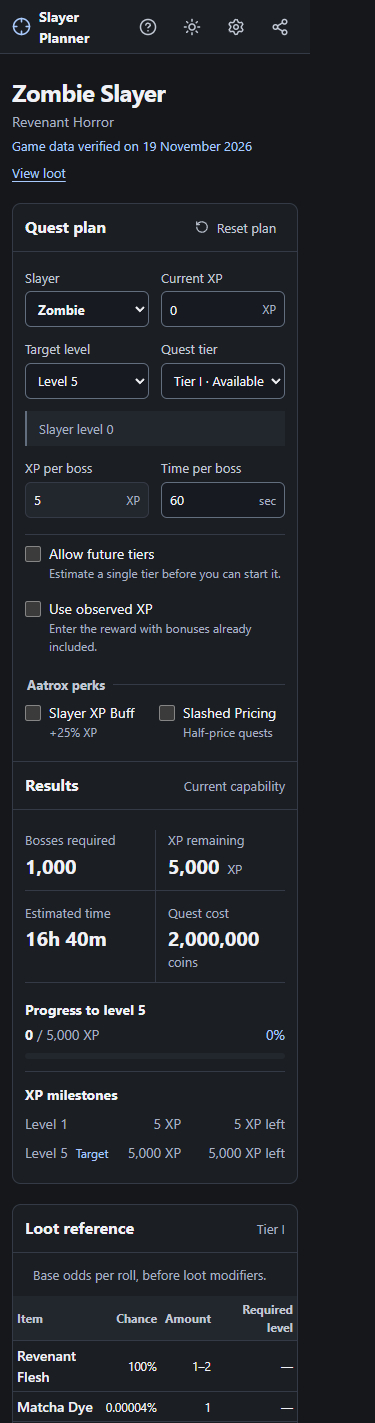 Slayer
Planner
Zombie Slayer
Revenant Horror
Game data verified on 19 November 2026
View loot
Quest plan
Reset plan
Slayer
Current XP
Zombie
0 XP
Target level
Quest tier
Level 5
Tier I · Available
Slayer level 0
XP per boss
Time per boss
5 XP
60 sec
Allow future tiers
Estimate a single tier before you can start it.
Use observed XP
Enter the reward with bonuses already
included.
Aatrox perks
Slayer XP Buff
+25% XP
Slashed Pricing
Half-price quests
Results
Current capability
Bosses required
1,000
XP remaining
5,000 XP
Estimated time
16h 40m
Quest cost
2,000,000
coins
Progress to level 5
0 / 5,000 XP 0%
XP milestones
Level 1 5 XP 5 XP left
Level 5 Target 5,000 XP 5,000 XP left
Loot reference
Tier I
Base odds per roll, before loot modifiers.
Item Chance Amount Required
level
Revenant
Flesh 100% 1–2 —
Matcha Dye 0.00004% 1 —